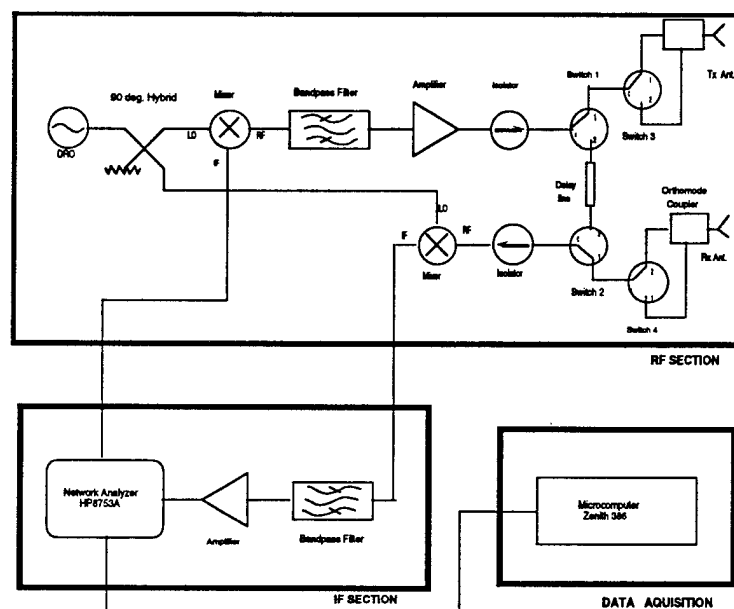 Tx Ant.
Switch 1
Switch 3
90 deg. Hybrid
Mixer
Bandpass Filter
Amplifier
Isolator
DRO
LO
RF
IF
Delay
line
Orthomode
Coupler
LO
IF
RF
Mixer
Isolator
Rx Ant.
Switch 2
Switch 4
RF SECTION
Network Analyzer
HP8753A
Amplifier
Bandpass Filter
IF SECTION
Microcomputer
Zenith 386
DATA AQUISITION